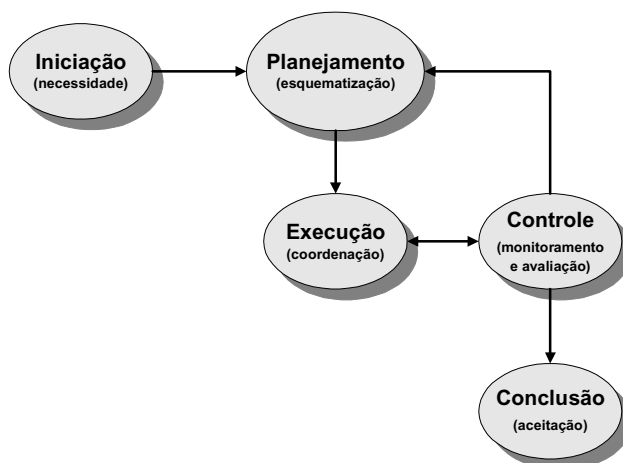 Iniciação
(necessidade)
Planejamento
(esquematização)
Execução
(coordenação)
Controle
(monitoramento
e avaliação)
Conclusão
(aceitação)